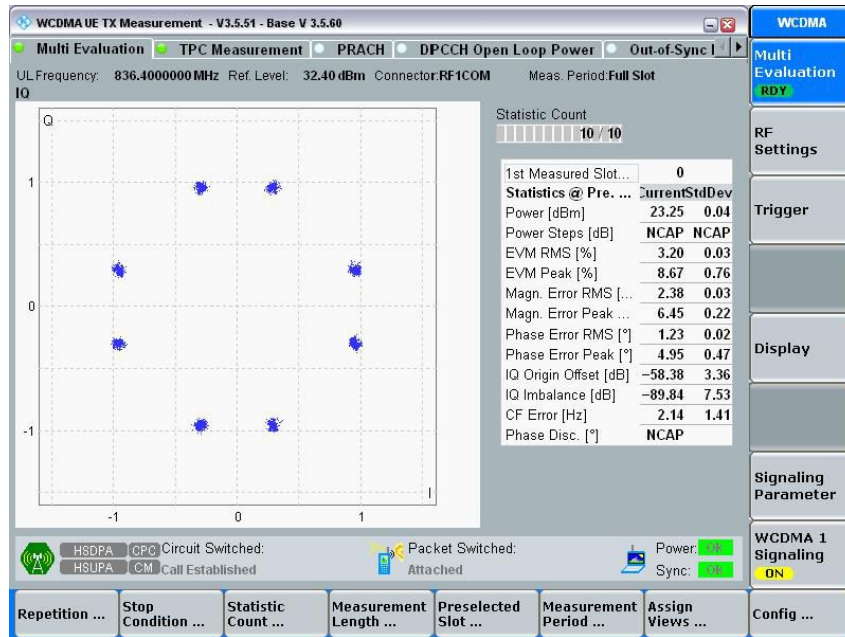 WCDMA UE TX Measurement - V3.5.51 - Base V 3.5.60
WCDMA
Multi Evaluation TPC Measurement PRACH DPCCH Open Loop Power Out-of-Sync
Multi
Evaluation
RDY
UL Frequency: 836.4000000 MHz Ref. Level: 32.40 dBm Connector:RF1COM Meas. Period:Full Slot
IQ
Q
1
0
-1
-1 0 1
I
Statistic Count
10 / 10
1st Measured Slot... 0
Statistics @ Pre. ... Current StdDev
Power [dBm] 23.25 0.04
Power Steps [dB] NCAP NCAP
EVM RMS [%] 3.20 0.03
EVM Peak [%] 8.67 0.76
Magn. Error RMS [... 2.38 0.03
Magn. Error Peak ... 6.45 0.22
Phase Error RMS [°] 1.23 0.02
Phase Error Peak [°] 4.95 0.47
IQ Origin Offset [dB] −58.38 3.36
IQ Imbalance [dB] −89.84 7.53
CF Error [Hz] 2.14 1.41
Phase Disc. [°] NCAP
RF
Settings
Trigger
Display
Signaling
Parameter
WCDMA 1
Signaling
ON
HSDPA CPC Circuit Switched: Packet Switched: Power: OK
HSUPA CM Call Established Attached Sync: OK
Repetition ...
Stop
Condition ...
Statistic
Count ...
Measurement
Length ...
Preselected
Slot ...
Measurement
Period ...
Assign
Views ...
Config ...